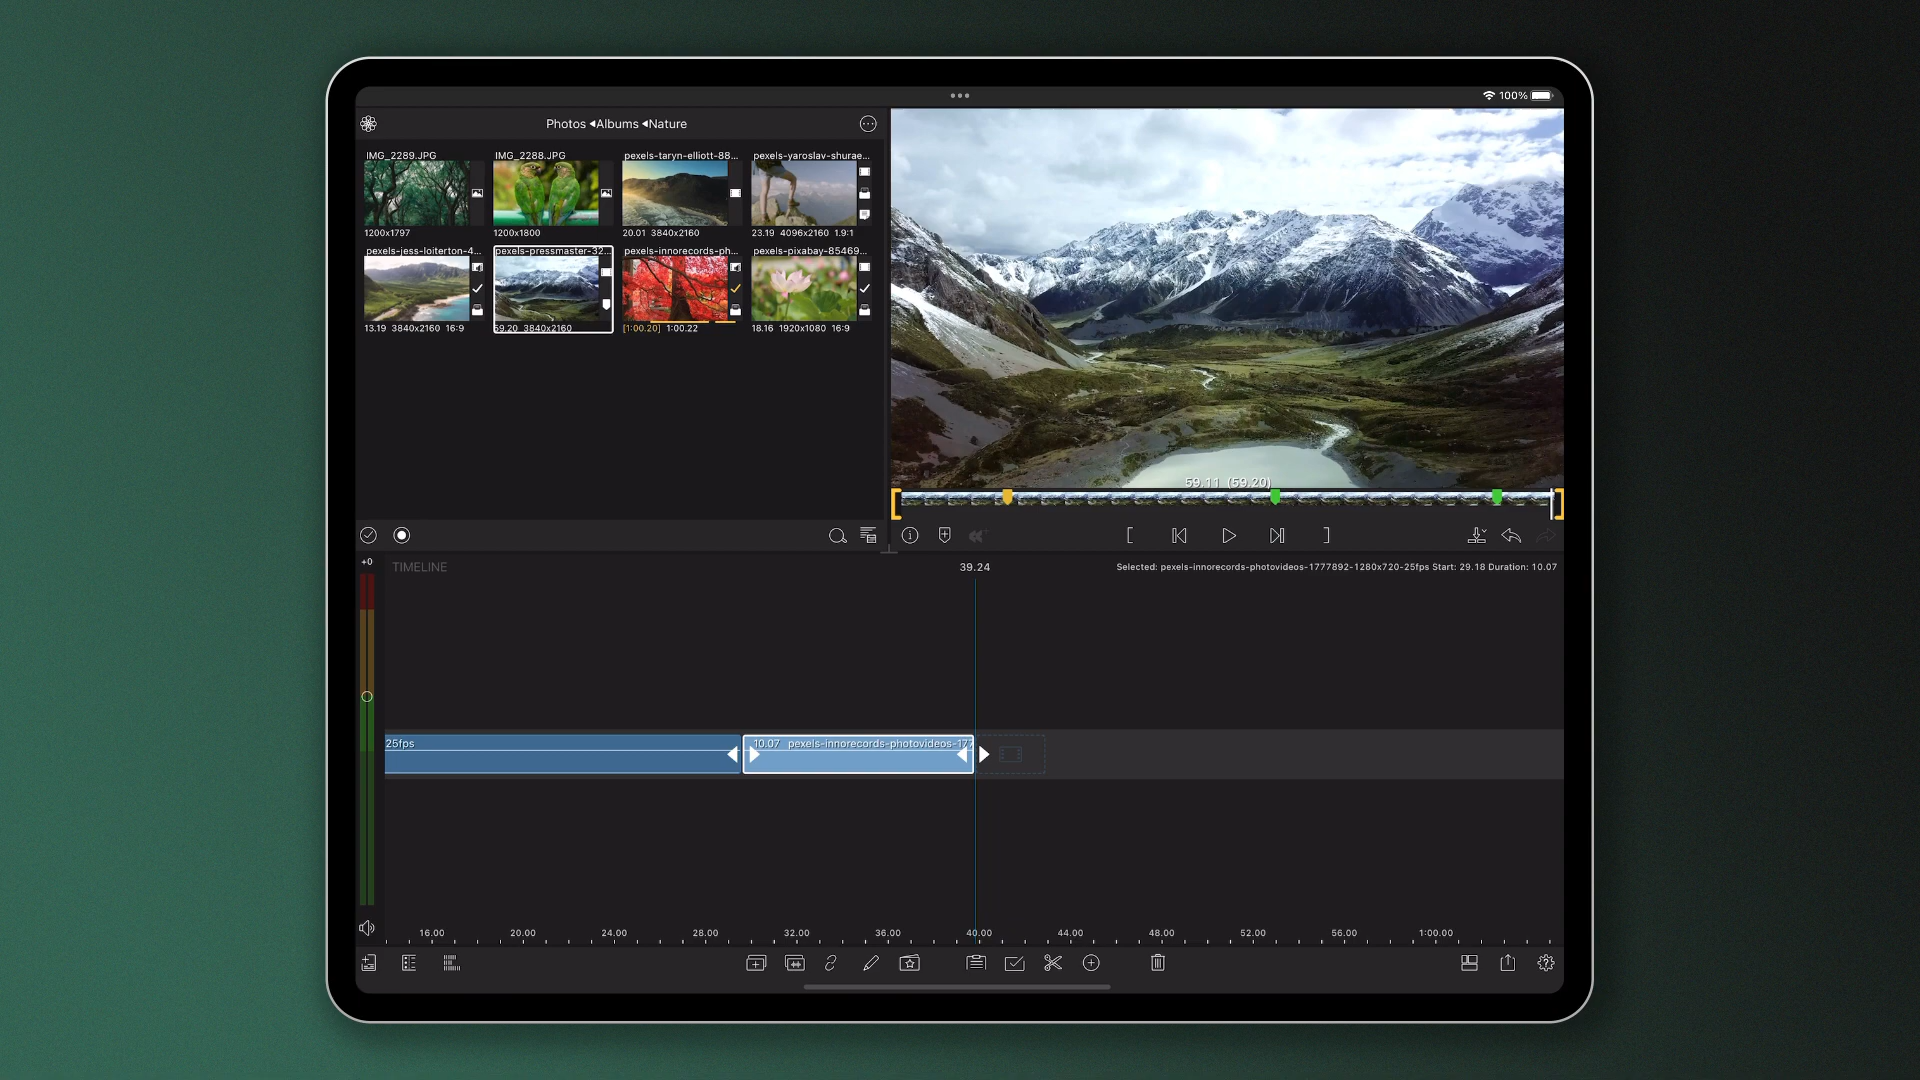 100%
Photos ◂Albums ◂Nature
IMG_2289.JPG
IMG_2288.JPG
pexels-taryn-elliott-88...
pexels-yaroslav-shurae...
1200x1797
1200x1800
20.01 3840x2160
23.19 4096x2160 1.9:1
pexels-jess-loiterton-4...
pexels-pressmaster-32...
pexels-innorecords-ph...
pexels-pixabay-85469...
13.19 3840x2160 16:9
59.20 3840x2160
[1:00.20] 1:00.22
18.16 1920x1080 16:9
59.11 (59.20)
+0
TIMELINE
39.24
Selected: pexels-innorecords-photovideos-1777892-1280x720-25fps Start: 29.18 Duration: 10.07
25fps
10.07 pexels-innorecords-photovideos-177
16.00
20.00
24.00
28.00
32.00
36.00
40.00
44.00
48.00
52.00
56.00
1:00.00